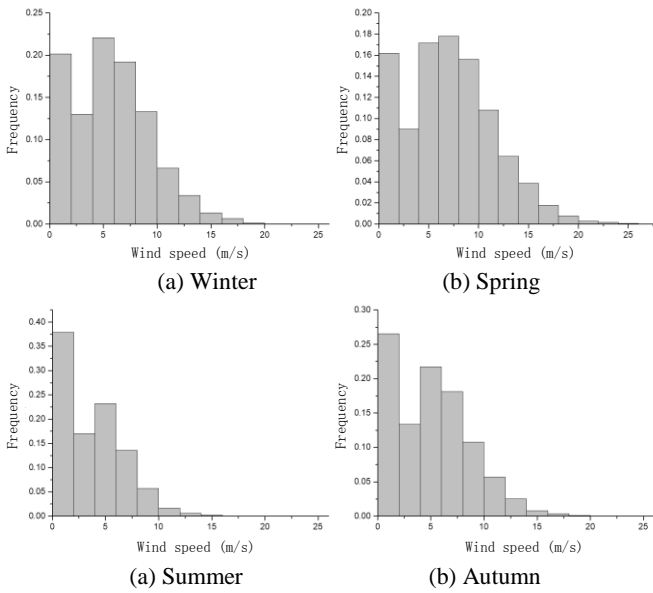 0.25
0.20
0.15
0.10
0.05
0.00
Frequency
0 5 10 15 20 25
Wind speed (m/s)
(a) Winter
0.20
0.18
0.16
0.14
0.12
0.10
0.08
0.06
0.04
0.02
0.00
Frequency
0 5 10 15 20 25
Wind speed (m/s)
(b) Spring
0.40
0.35
0.30
0.25
0.20
0.15
0.10
0.05
0.00
Frequency
0 5 10 15 20 25
Wind speed (m/s)
(a) Summer
0.30
0.25
0.20
0.15
0.10
0.05
0.00
Frequency
0 5 10 15 20 25
Wind speed (m/s)
(b) Autumn